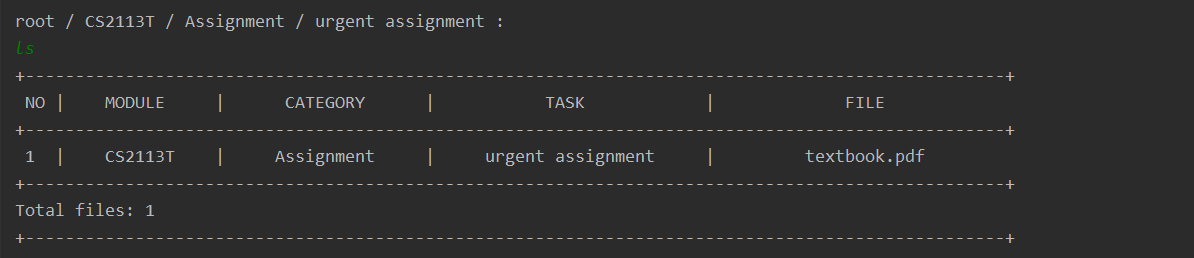 root / CS2113T / Assignment / urgent assignment :
ls
+---------------------------------------------------------------------------------------------------+
 NO |    MODULE     |      CATEGORY      |           TASK            |             FILE
+---------------------------------------------------------------------------------------------------+
 1  |    CS2113T    |     Assignment     |     urgent assignment     |         textbook.pdf
+---------------------------------------------------------------------------------------------------+
Total files: 1
+---------------------------------------------------------------------------------------------------+